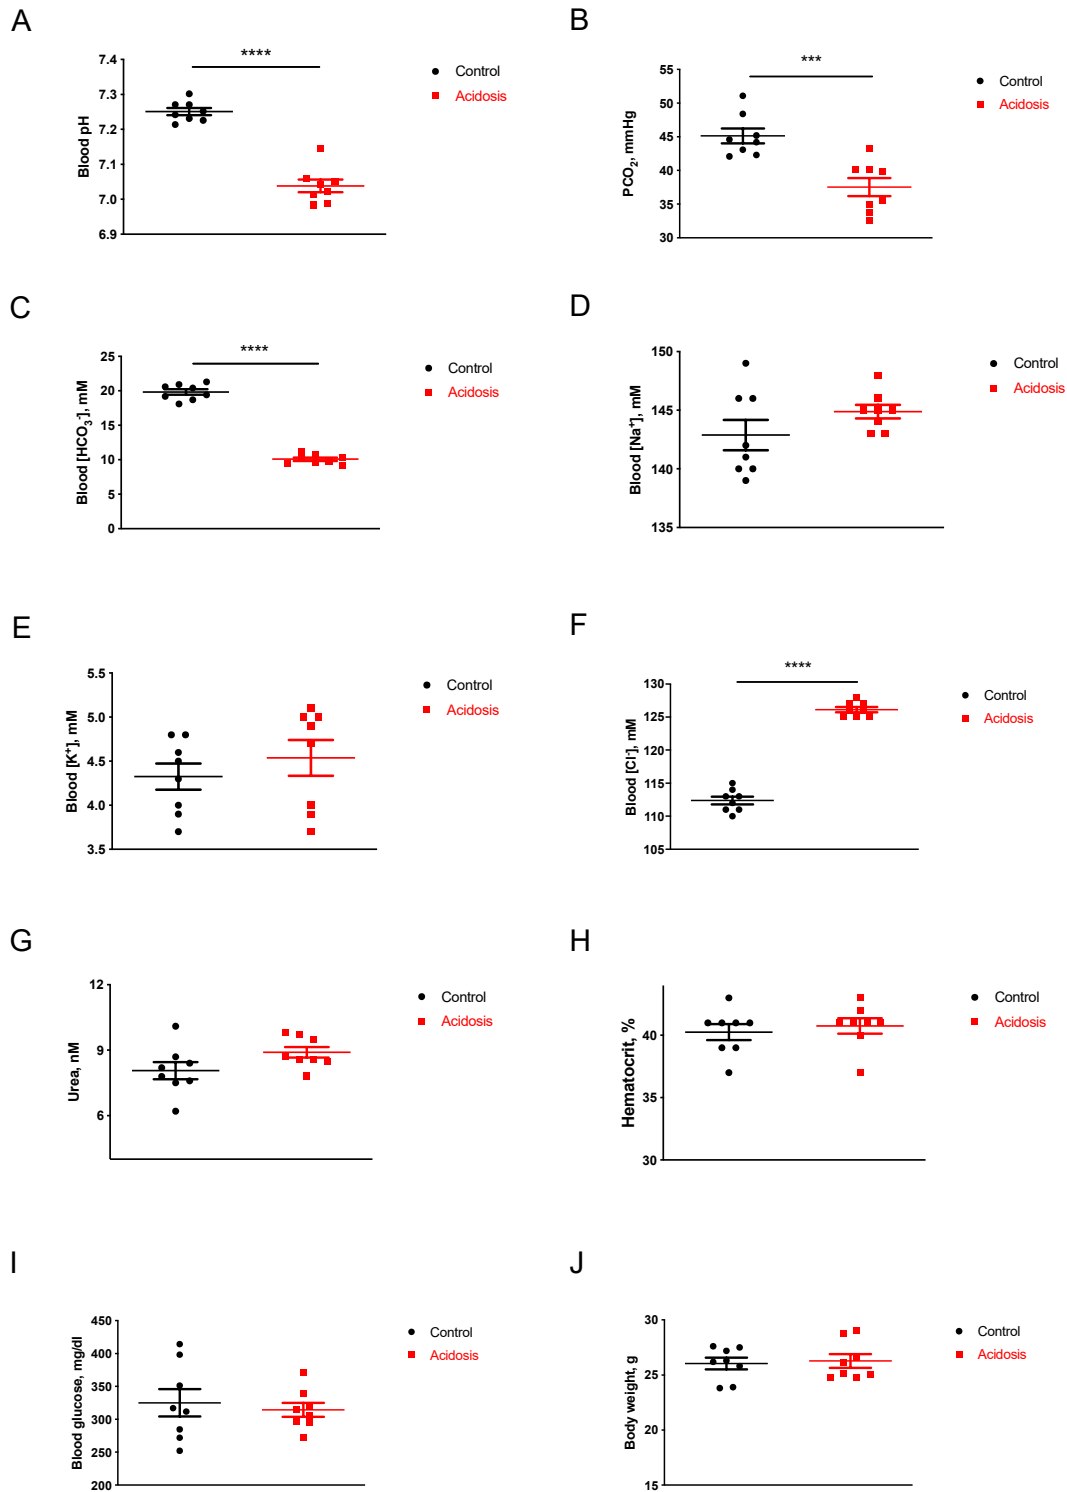 A
B
****
7.4
7.3
7.2
7.1
7.0
6.9
Blood pH
Control
Acidosis
***
55
50
45
40
35
30
PCO₂, mmHg
Control
Acidosis
C
D
****
25
20
15
10
5
0
Blood [HCO₃⁻], mM
Control
Acidosis
150
145
140
135
Blood [Na⁺], mM
Control
Acidosis
E
F
5.5
5.0
4.5
4.0
3.5
Blood [K⁺], mM
Control
Acidosis
****
130
125
120
115
110
105
Blood [Cl⁻], mM
Control
Acidosis
G
H
12
9
6
Urea, nM
Control
Acidosis
40
35
30
Hematocrit, %
Control
Acidosis
I
J
450
400
350
300
250
200
Blood glucose, mg/dl
Control
Acidosis
30
25
20
15
Body weight, g
Control
Acidosis